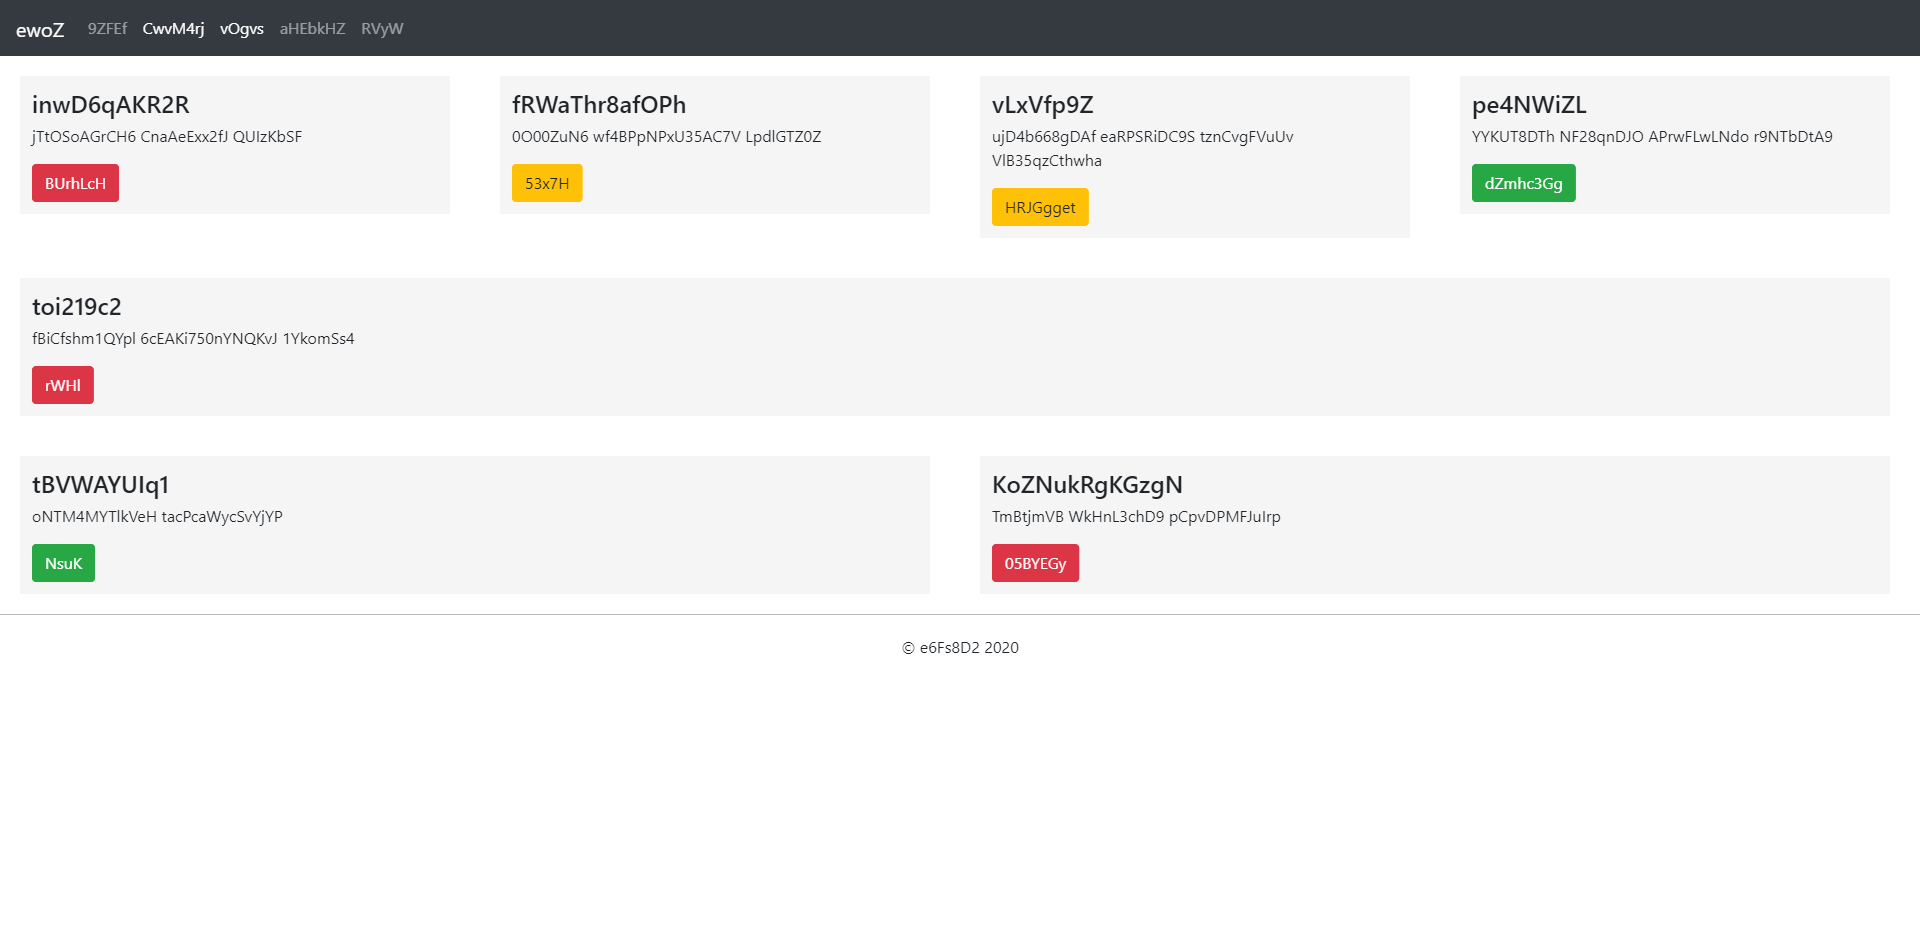 ewoZ 9ZFEf CwvM4rj vOgvs aHEbkHZ RVyW
inwD6qAKR2R
jTtOSoAGrCH6 CnaAeExx2fJ QUIzKbSF
BUrhLcH
fRWaThr8afOPh
0O00ZuN6 wf4BPpNPxU35AC7V LpdlGTZ0Z
53x7H
vLxVfp9Z
ujD4b668gDAf eaRPSRiDC9S tznCvgFVuUv
VlB35qzCthwha
HRJGgget
pe4NWiZL
YYKUT8DTh NF28qnDJO APrwFLwLNdo r9NTbDtA9
dZmhc3Gg
toi219c2
fBiCfshm1QYpl 6cEAKi750nYNQKvJ 1YkomSs4
rWHl
tBVWAYUIq1
oNTM4MYTlkVeH tacPcaWycSvYjYP
NsuK
KoZNukRgKGzgN
TmBtjmVB WkHnL3chD9 pCpvDPMFJuIrp
05BYEGy
© e6Fs8D2 2020